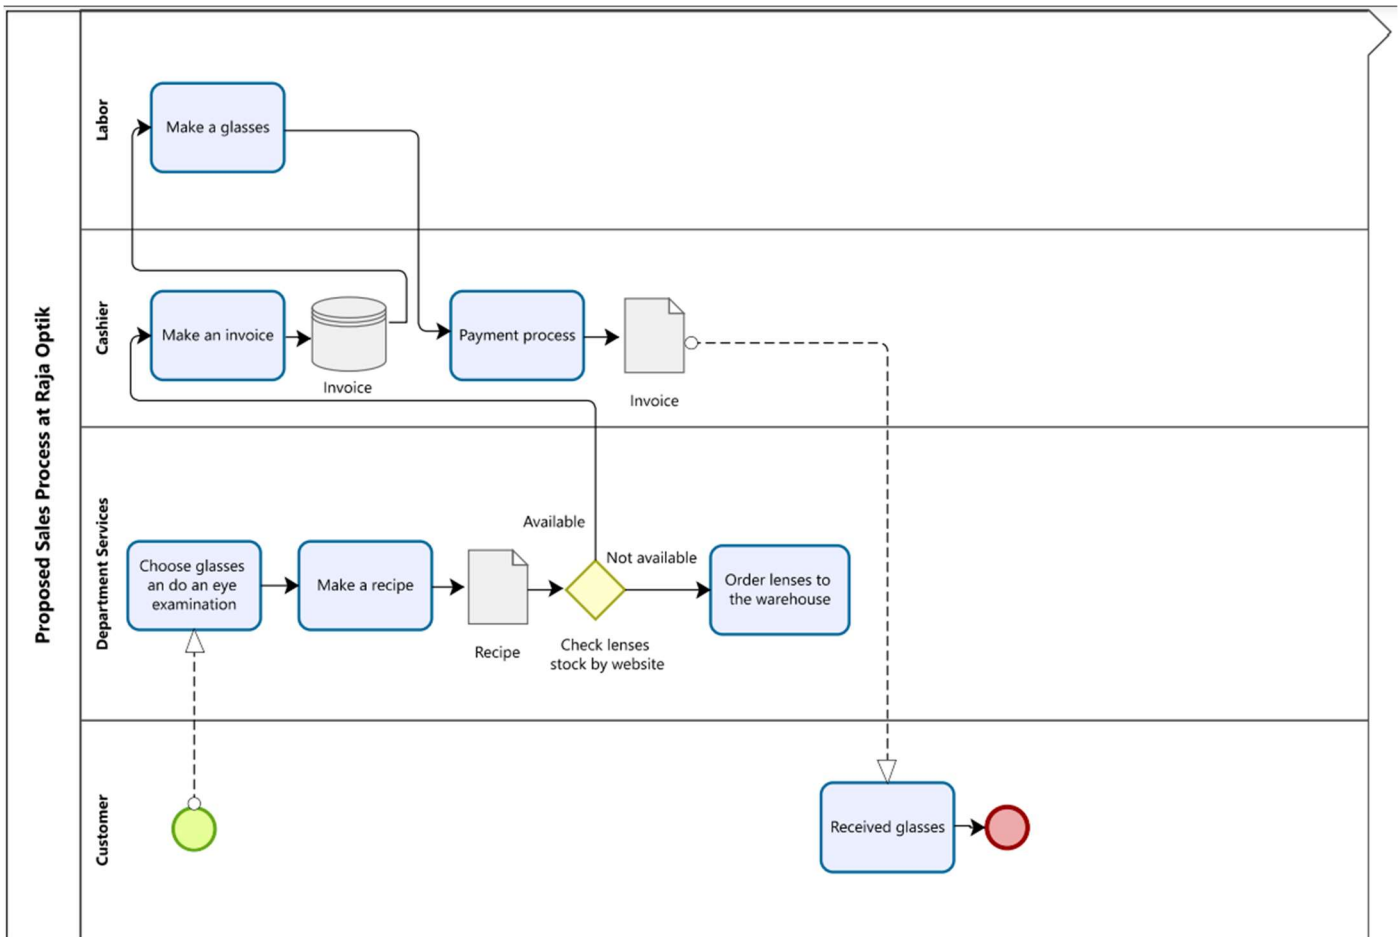 Proposed Sales Process at Raja Optik
Labor
Make a glasses
Cashier
Make an invoice
Invoice
Payment process
Invoice
Department Services
Choose glasses
an do an eye
examination
Make a recipe
Recipe
Available
Not available
Check lenses
stock by website
Order lenses to
the warehouse
Customer
Received glasses